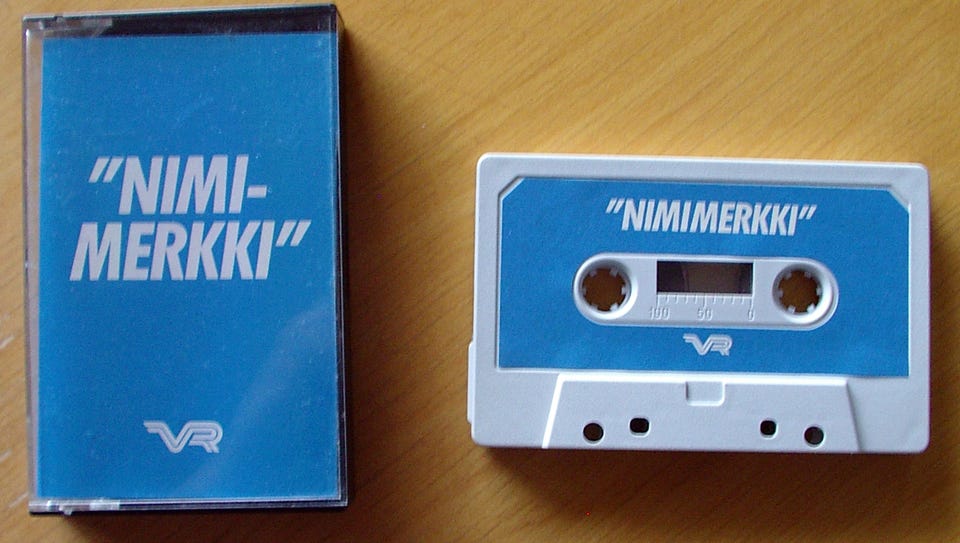 "NIMI-
MERKKI"
VR
"NIMIMERKKI"
100 50 0
VR